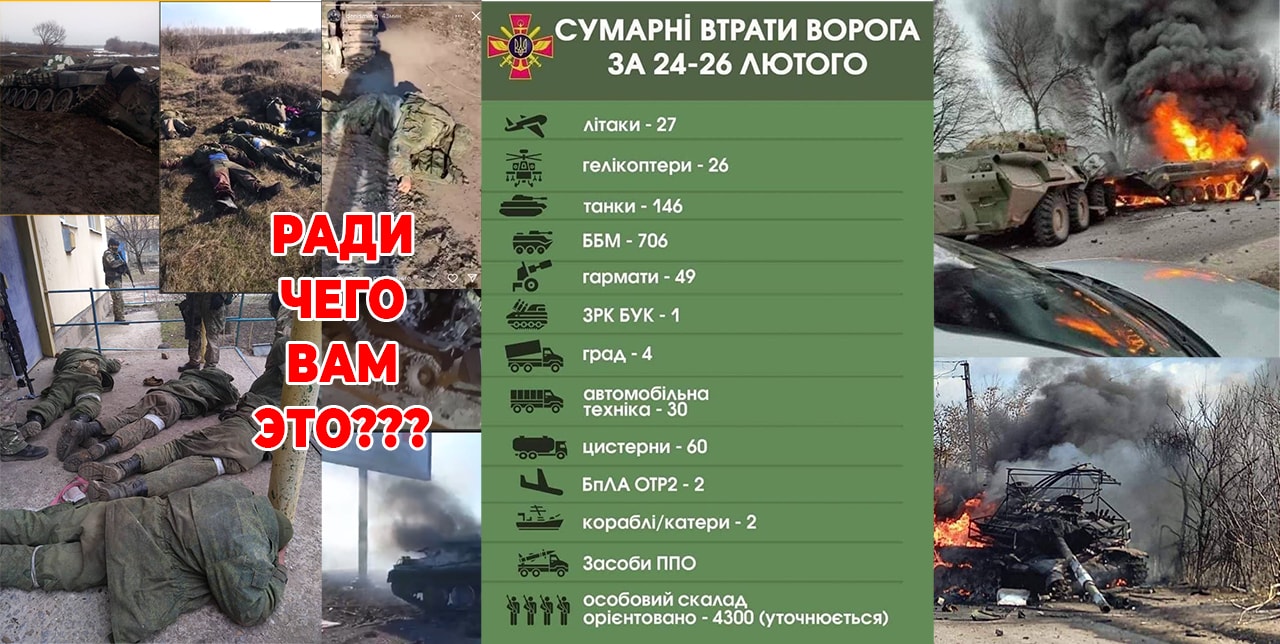 43мин
РАДИ
ЧЕГО
ВАМ
ЭТО???
СУМАРНІ ВТРАТИ ВОРОГА
ЗА 24-26 ЛЮТОГО
літаки - 27
гелікоптери - 26
танки - 146
ББМ - 706
гармати - 49
ЗРК БУК - 1
град - 4
автомобільна
техніка - 30
цистерни - 60
БпЛА ОТР2 - 2
кораблі/катери - 2
Засоби ППО
особовий скалад
орієнтовано - 4300 (уточнюється)